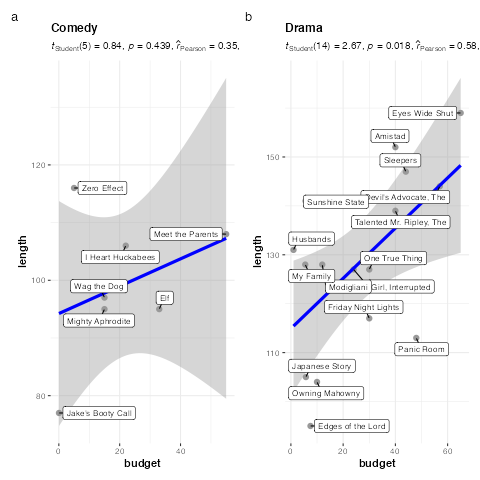 a
Comedy
tStudent(5) = 0.84, p = 0.439, r̂Pearson = 0.35,
length
120
100
80
Zero Effect
Meet the Parents
I Heart Huckabees
Wag the Dog
Elf
Mighty Aphrodite
Jake's Booty Call
0
20
40
budget
b
Drama
tStudent(14) = 2.67, p = 0.018, r̂Pearson = 0.58,
length
150
130
110
Eyes Wide Shut
Amistad
Sleepers
Devil's Advocate, The
Sunshine State
Talented Mr. Ripley, The
Husbands
One True Thing
My Family
Modigliani
Girl, Interrupted
Friday Night Lights
Panic Room
Japanese Story
Owning Mahowny
Edges of the Lord
0
20
40
60
budget